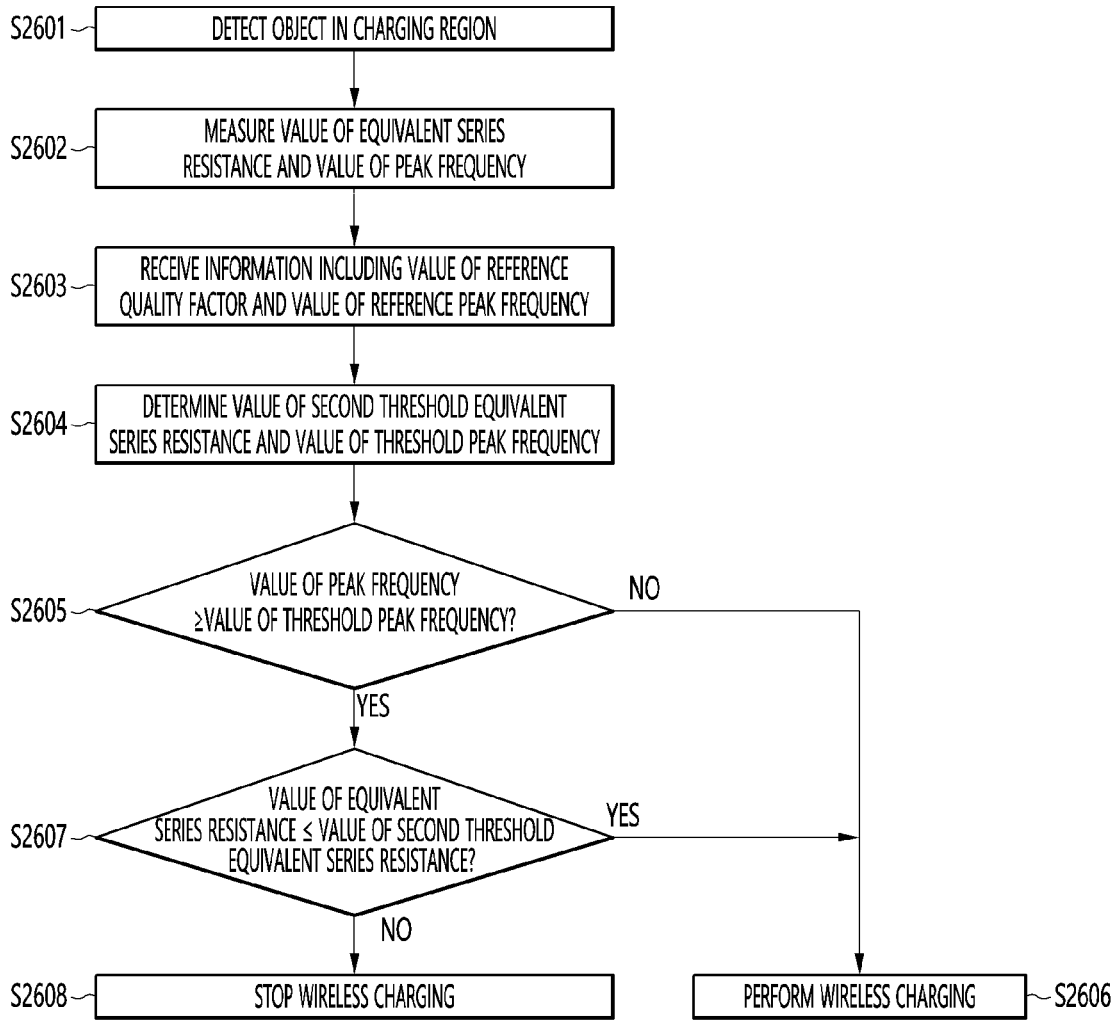 S2601
DETECT OBJECT IN CHARGING REGION
S2602
MEASURE VALUE OF EQUIVALENT SERIES
RESISTANCE AND VALUE OF PEAK FREQUENCY
S2603
RECEIVE INFORMATION INCLUDING VALUE OF REFERENCE
QUALITY FACTOR AND VALUE OF REFERENCE PEAK FREQUENCY
S2604
DETERMINE VALUE OF SECOND THRESHOLD EQUIVALENT
SERIES RESISTANCE AND VALUE OF THRESHOLD PEAK FREQUENCY
S2605
VALUE OF PEAK FREQUENCY
≥VALUE OF THRESHOLD PEAK FREQUENCY?
NO
YES
S2607
VALUE OF EQUIVALENT
SERIES RESISTANCE ≤ VALUE OF SECOND THRESHOLD
EQUIVALENT SERIES RESISTANCE?
YES
NO
S2608
STOP WIRELESS CHARGING
PERFORM WIRELESS CHARGING
S2606